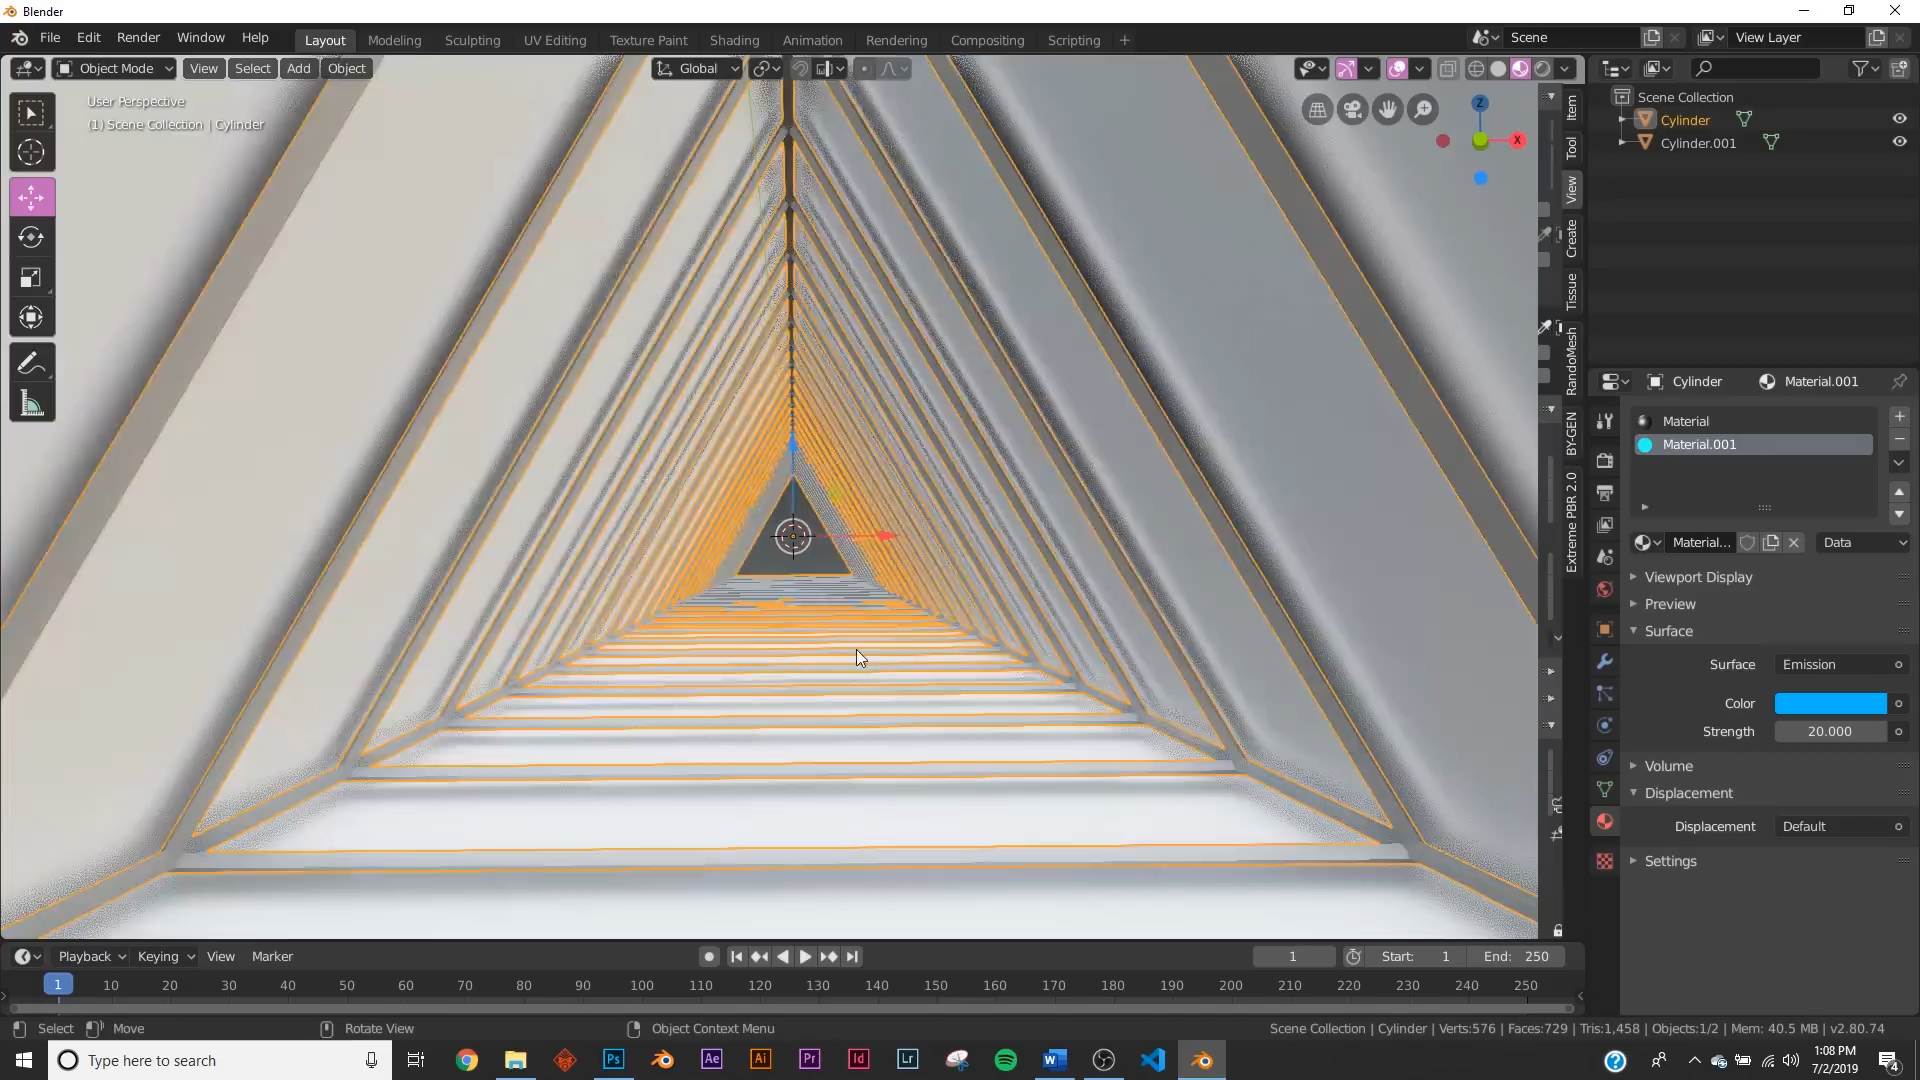 Blender
File Edit Render Window Help
Layout Modeling Sculpting UV Editing Texture Paint Shading Animation Rendering Compositing Scripting +
Scene
View Layer
Object Mode View Select Add Object
Global
User Perspective
(1) Scene Collection | Cylinder
Z
X
Item
Tool
View
Create
Tissue
RandoMesh
BY-GEN
Extreme PBR 2.0
Scene Collection
Cylinder
Cylinder.001
Cylinder Material.001
Material
Material.001
Material... Data
Viewport Display
Preview
Surface
Surface Emission
Color
Strength 20.000
Volume
Displacement
Displacement Default
Settings
Playback Keying View Marker
1 Start: 1 End: 250
1 10 20 30 40 50 60 70 80 90 100 110 120 130 140 150 160 170 180 190 200 210 220 230 240 250
Select Move Rotate View Object Context Menu
Scene Collection | Cylinder | Verts:576 | Faces:729 | Tris:1,458 | Objects:1/2 | Mem: 40.5 MB | v2.80.74
Type here to search
Ps
Ae
Ai
Pr
Id
Lr
W
1:08 PM
7/2/2019
4